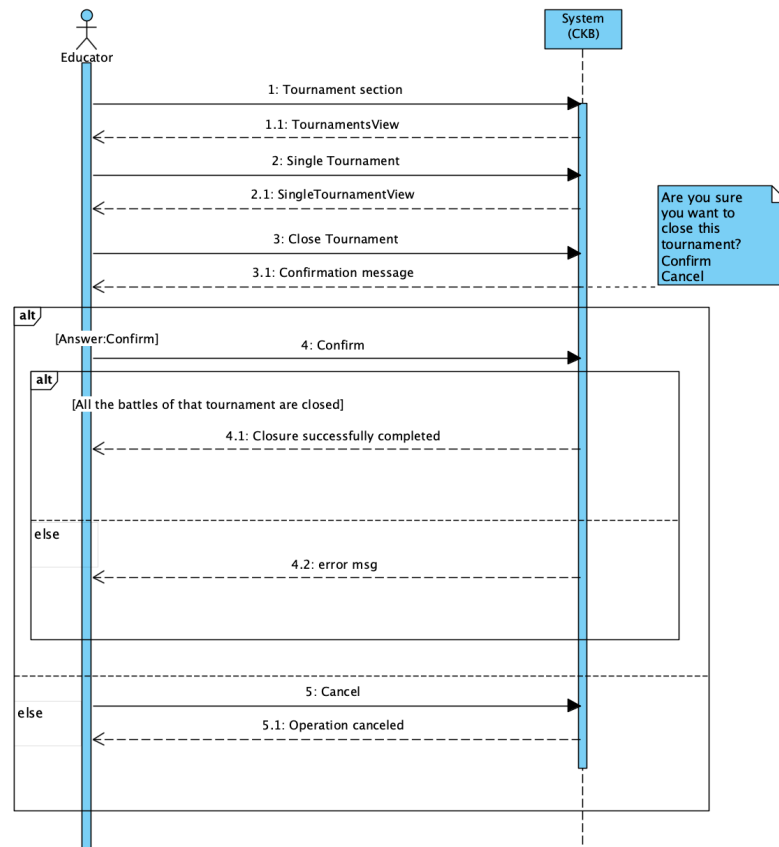 System
(CKB)
Educator
1: Tournament section
1.1: TournamentsView
2: Single Tournament
2.1: SingleTournamentView
Are you sure
you want to
close this
tournament?
Confirm
Cancel
3: Close Tournament
3.1: Confirmation message
alt
[Answer:Confirm]
4: Confirm
alt
[All the battles of that tournament are closed]
4.1: Closure successfully completed
else
4.2: error msg
5: Cancel
else
5.1: Operation canceled